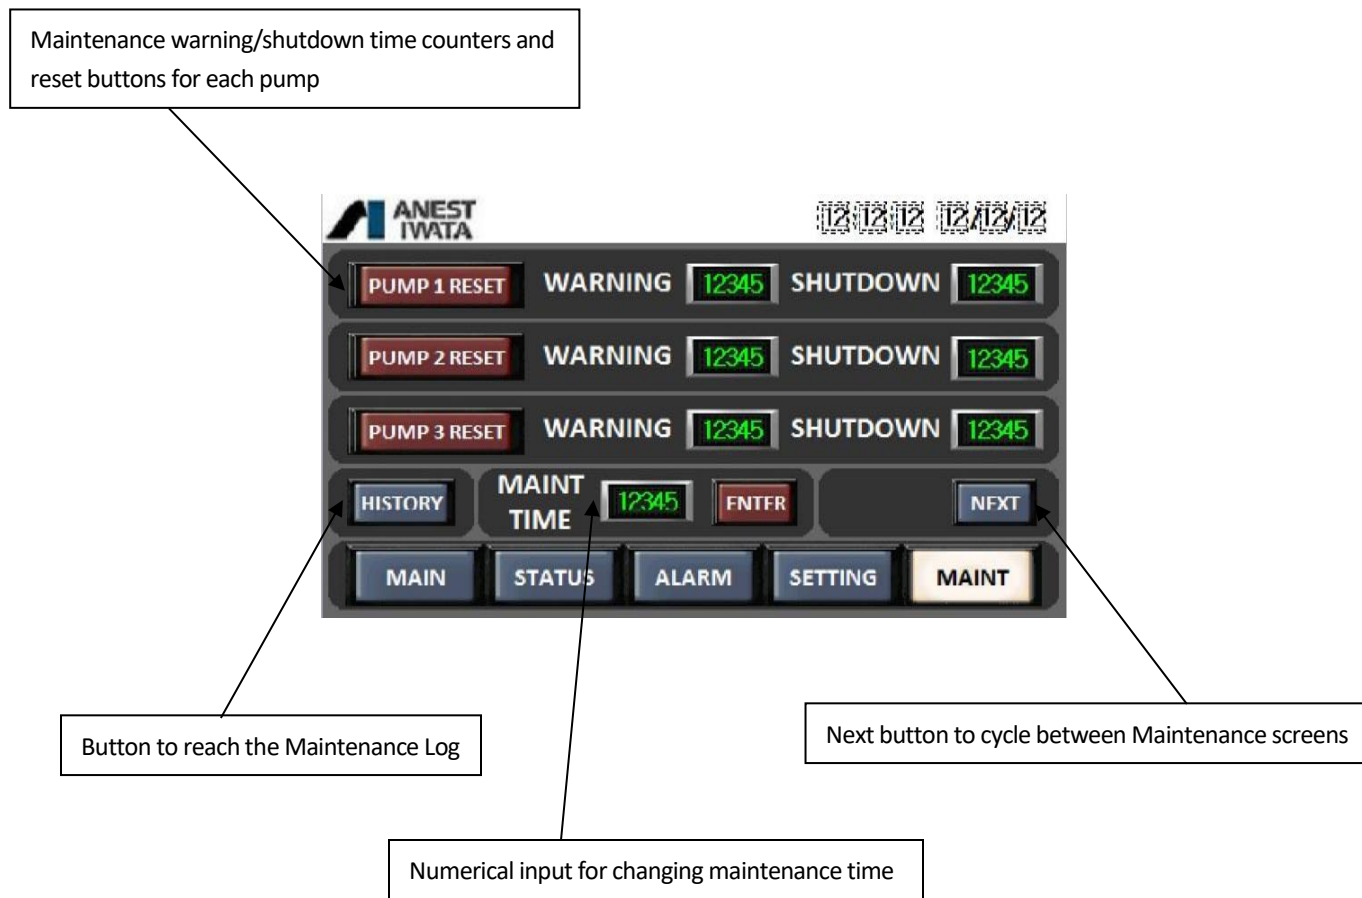 Maintenance warning/shutdown time counters and
reset buttons for each pump
ANEST
IWATA
12:12:12 12/12/12
PUMP 1 RESET WARNING 12345 SHUTDOWN 12345
PUMP 2 RESET WARNING 12345 SHUTDOWN 12345
PUMP 3 RESET WARNING 12345 SHUTDOWN 12345
HISTORY MAINT TIME 12345 ENTER NEXT
MAIN STATUS ALARM SETTING MAINT
Button to reach the Maintenance Log
Next button to cycle between Maintenance screens
Numerical input for changing maintenance time